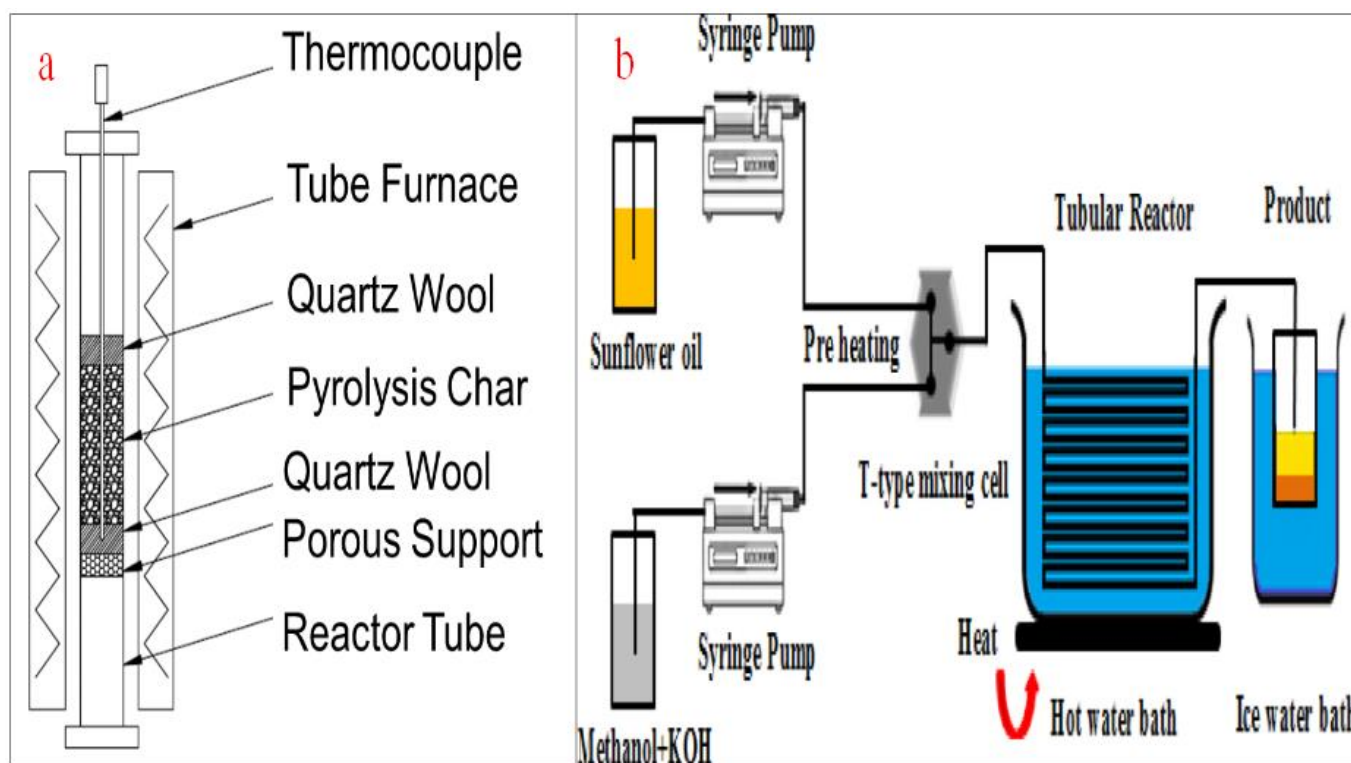 a
Thermocouple
Tube Furnace
Quartz Wool
Pyrolysis Char
Quartz Wool
Porous Support
Reactor Tube
b
Syringe Pump
Sunflower oil
Pre heating
T-type mixing cell
Tubular Reactor
Product
Syringe Pump
Methanol+KOH
Heat
Hot water bath
Ice water bath